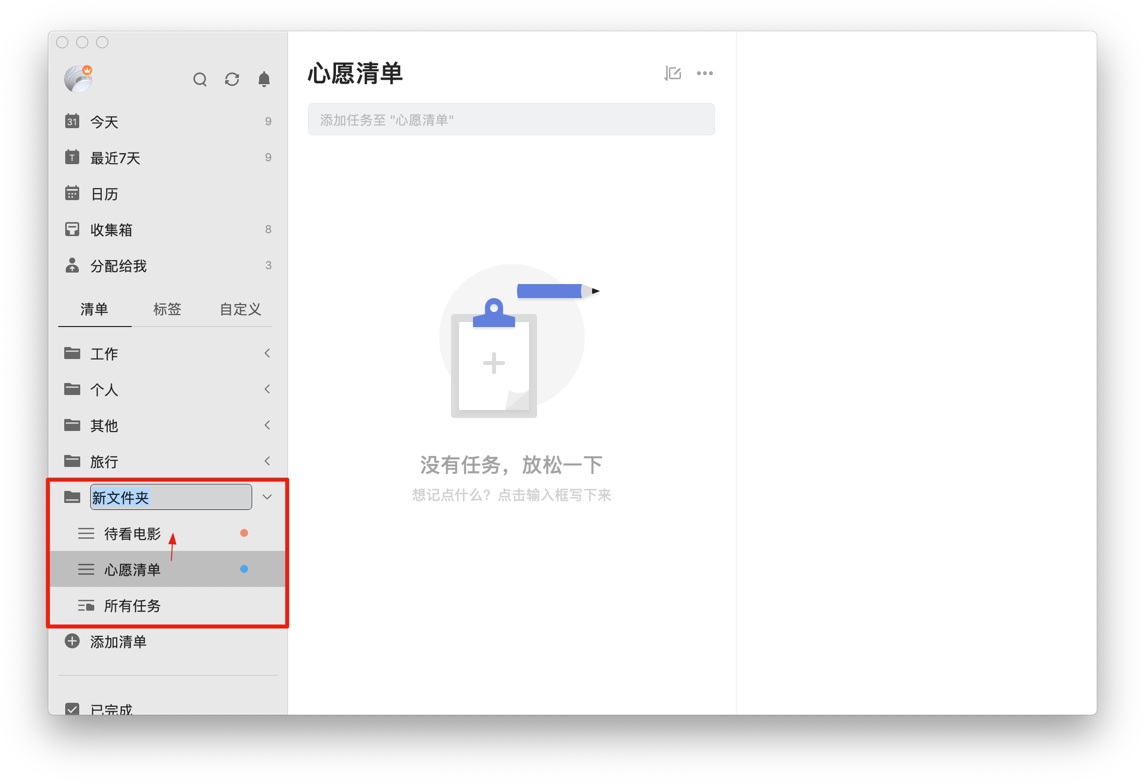 31 今天 9
T 最近7天 9
日历
收集箱 8
分配给我 3
清单 标签 自定义
工作
个人
其他
旅行
新文件夹
待看电影
心愿清单
所有任务
添加清单
已完成
心愿清单
添加任务至 "心愿清单"
没有任务，放松一下
想记点什么？点击输入框写下来